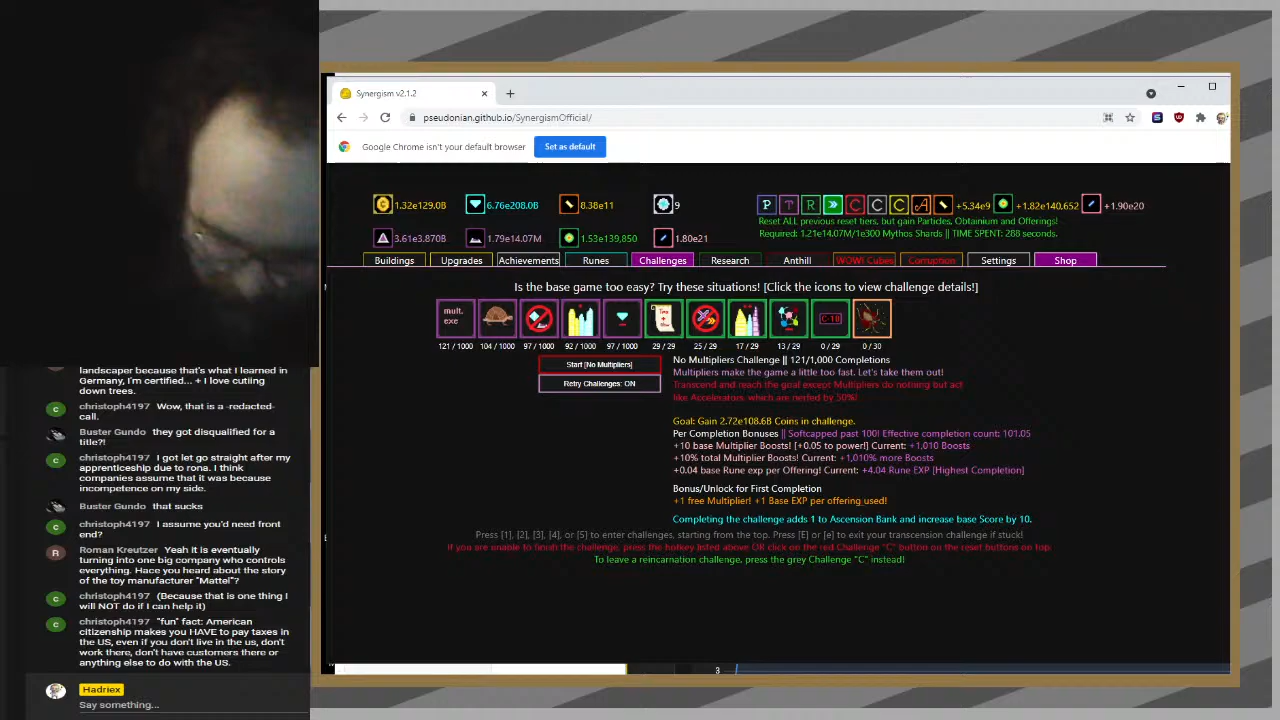 landscaper because that's what I learned in
Germany, I'm certified... + I love cutiing
down trees.
christoph4197 Wow, that is a -redacted-
call.
Buster Gundo they got disqualified for a
title?!
christoph4197 I got let go straight after my
apprenticeship due to rona. I think
companies assume that it was because
incompetence on my side.
Buster Gundo that sucks
christoph4197 I assume you'd need front
end?
Roman Kreutzer Yeah it is eventually
turning into one big company who controls
everything. Hace you heard about the story
of the toy manufacturer "Mattel"?
christoph4197 (Because that is one thing I
will NOT do if I can help it)
christoph4197 "fun" fact: American
citizenship makes you HAVE to pay taxes in
the US, even if you don't live in the us, don't
work there, don't have customers there or
anything else to do with the US.
Hadriex
Say something...
Synergism v2.1.2
pseudonian.github.io/SynergismOfficial/
Google Chrome isn't your default browser
Set as default
1.32e129.0B 6.76e208.0B 8.38e11 9
P T R C C C A +5.34e9 +1.82e140,652 +1.90e20
Reset ALL previous reset tiers, but gain Particles, Obtainium and Offerings!
Required: 1.21e14.07M/1e300 Mythos Shards || TIME SPENT: 288 seconds.
3.61e3.870B 1.79e14.07M 1.53e139,850 1.80e21
Buildings Upgrades Achievements Runes Challenges Research Anthill WOW! Cubes Corruption Settings Shop
Is the base game too easy? Try these situations! [Click the icons to view challenge details!]
mult.
exe
C-10
121 / 1000 104 / 1000 97 / 1000 92 / 1000 97 / 1000 29 / 29 25 / 29 17 / 29 13 / 29 0 / 29 0 / 30
Start [No Multipliers]
Retry Challenges: ON
No Multipliers Challenge || 121/1,000 Completions
Multipliers make the game a little too fast. Let's take them out!
Transcend and reach the goal except Multipliers do nothing but act
like Accelerators, which are nerfed by 50%!
Goal: Gain 2.72e108.6B Coins in challenge.
Per Completion Bonuses || Softcapped past 100! Effective completion count: 101.05
+10 base Multiplier Boosts! [+0.05 to power!] Current: +1,010 Boosts
+10% total Multiplier Boosts! Current: +1,010% more Boosts
+0.04 base Rune exp per Offering! Current: +4.04 Rune EXP [Highest Completion]
Bonus/Unlock for First Completion
+1 free Multiplier! +1 Base EXP per offering used!
Completing the challenge adds 1 to Ascension Bank and increase base Score by 10.
Press [1], [2], [3], [4], or [5] to enter challenges, starting from the top. Press [E] or [e] to exit your transcension challenge if stuck!
If you are unable to finish the challenge, press the hotkey listed above OR click on the red Challenge "C" button on the reset buttons on top.
To leave a reincarnation challenge, press the grey Challenge "C" instead!
3